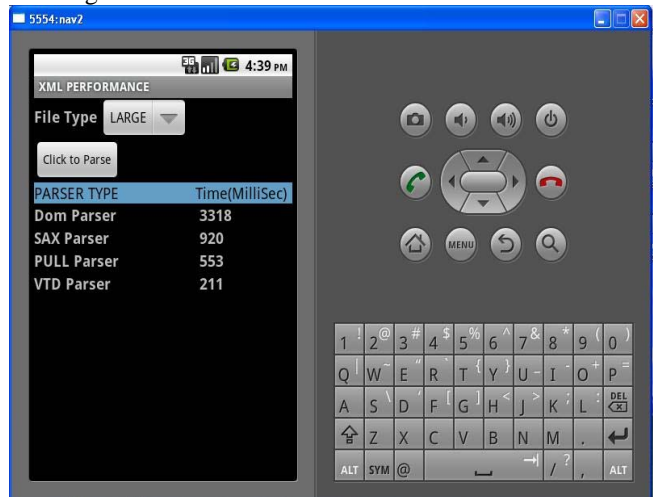 5554:nav2
3G 4:39 PM
XML PERFORMANCE
File Type LARGE
Click to Parse
PARSER TYPE Time(MilliSec)
Dom Parser 3318
SAX Parser 920
PULL Parser 553
VTD Parser 211
MENU
1 ! 2 @ 3 # 4 $ 5 % 6 ^ 7 & 8 * 9 ( 0 )
Q | W ~ E " R ` T { Y } U - I - O + P =
A S \ D ' F [ G ] H < J > K ; L : DEL
Z X C V B N M .
ALT SYM @ / ? , ALT